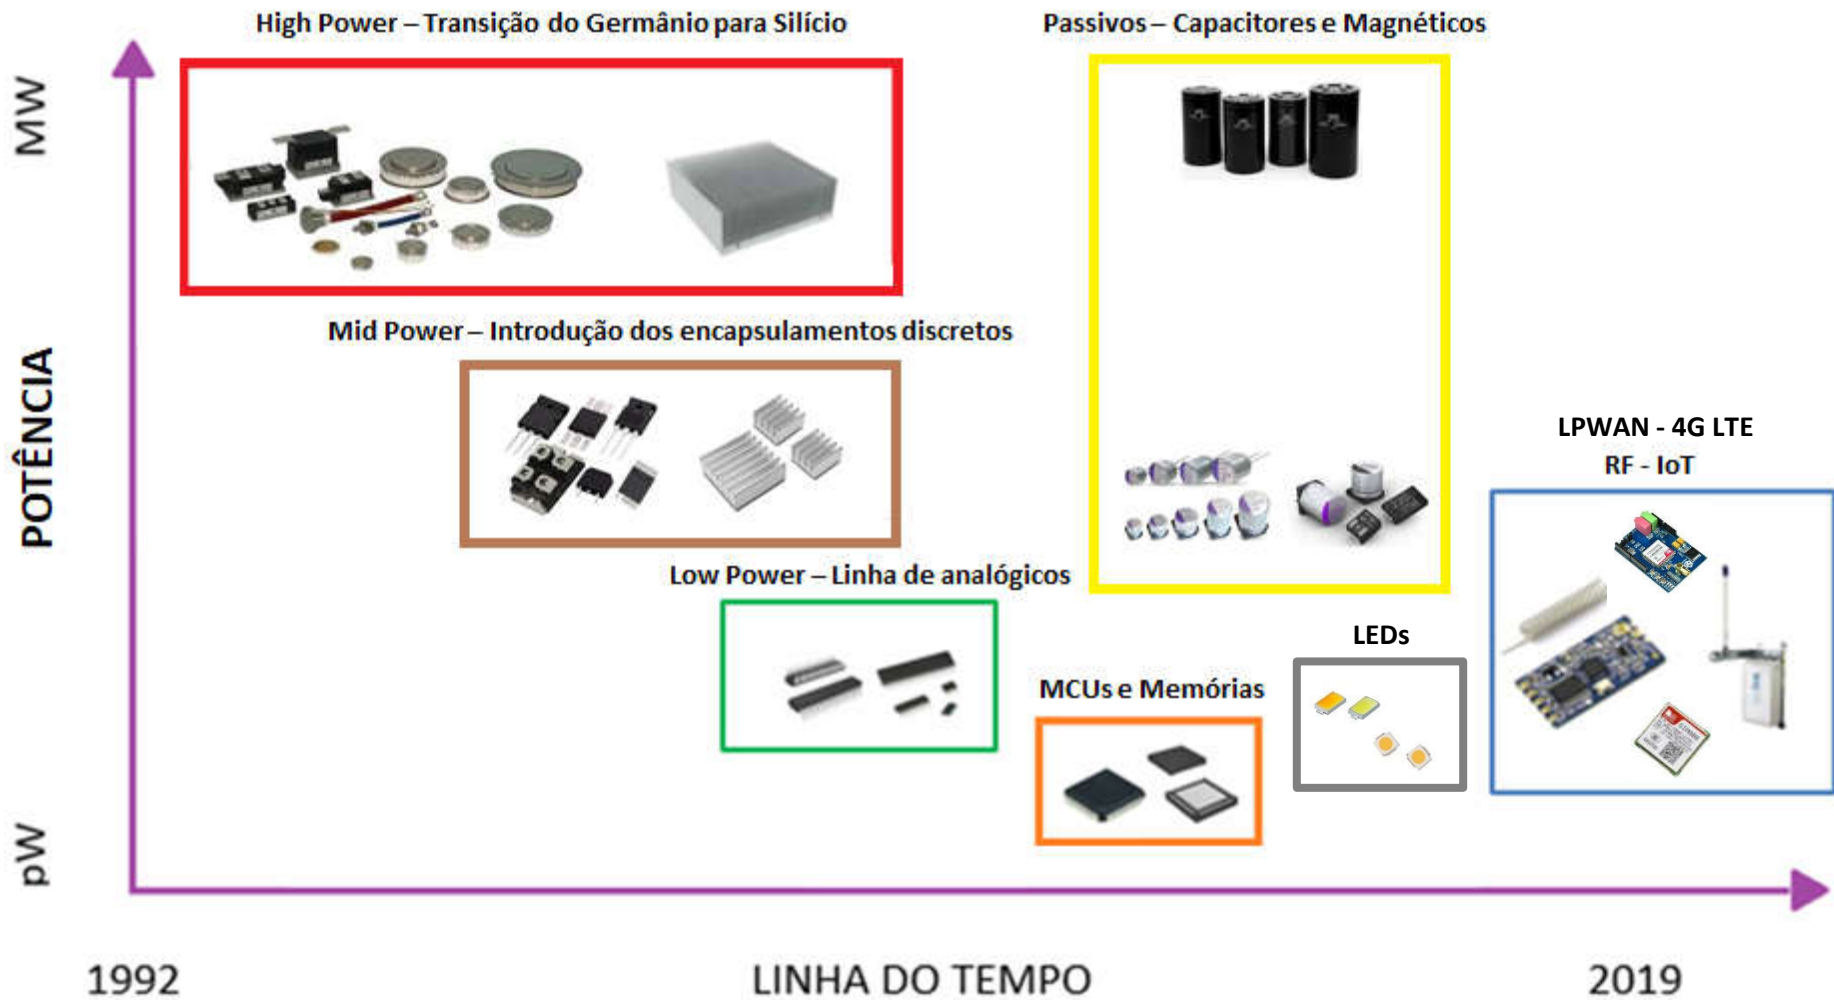 High Power – Transição do Germânio para Silício
Passivos – Capacitores e Magnéticos
MW
Mid Power – Introdução dos encapsulamentos discretos
POTÊNCIA
LPWAN - 4G LTE
RF - IoT
Low Power – Linha de analógicos
LEDs
MCUs e Memórias
pW
1992
LINHA DO TEMPO
2019